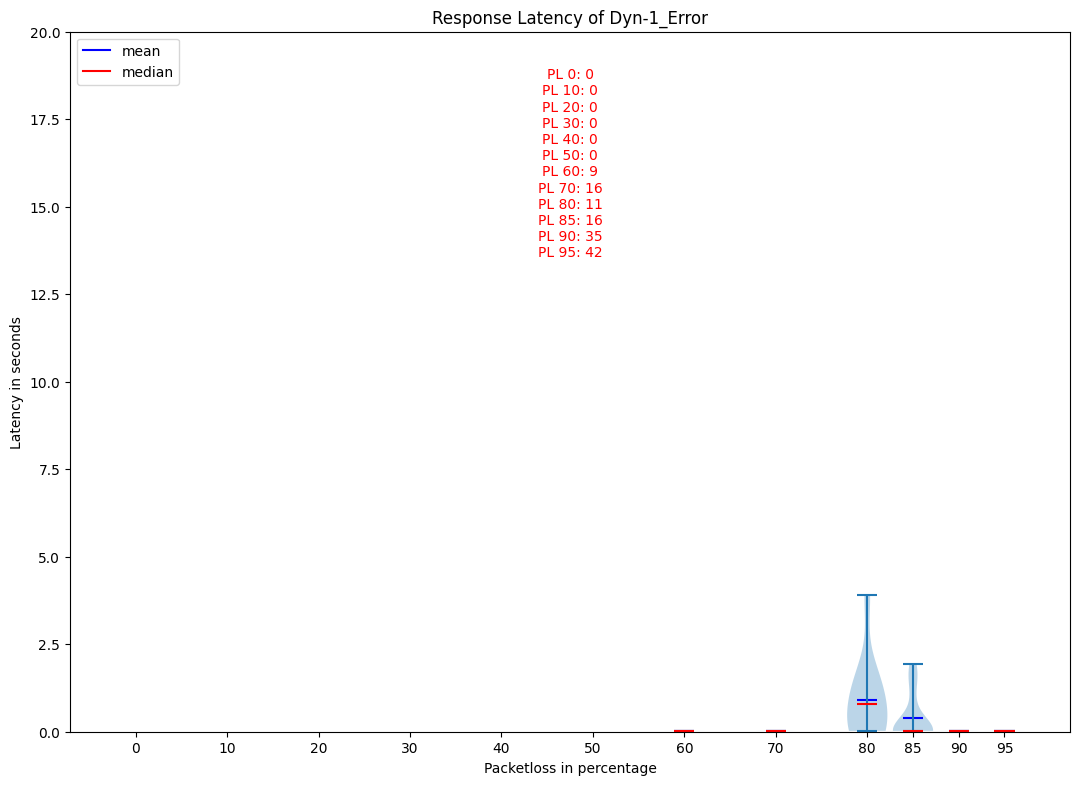 Response Latency of Dyn-1_Error
20.0
17.5
15.0
12.5
10.0
7.5
5.0
2.5
0.0
Latency in seconds
mean
median
PL 0: 0
PL 10: 0
PL 20: 0
PL 30: 0
PL 40: 0
PL 50: 0
PL 60: 9
PL 70: 16
PL 80: 11
PL 85: 16
PL 90: 35
PL 95: 42
0 10 20 30 40 50 60 70 80 85 90 95
Packetloss in percentage